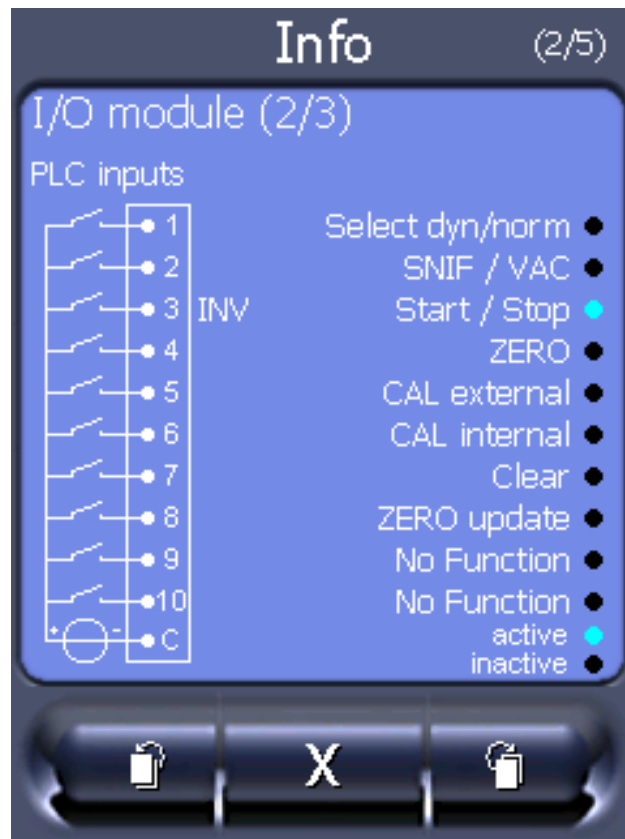 Info (2/5)
I/O module (2/3)
PLC inputs
1 Select dyn/norm
2 SNIF / VAC
3 INV Start / Stop
4 ZERO
5 CAL external
6 CAL internal
7 Clear
8 ZERO update
9 No Function
10 No Function
+ - C active
inactive
X